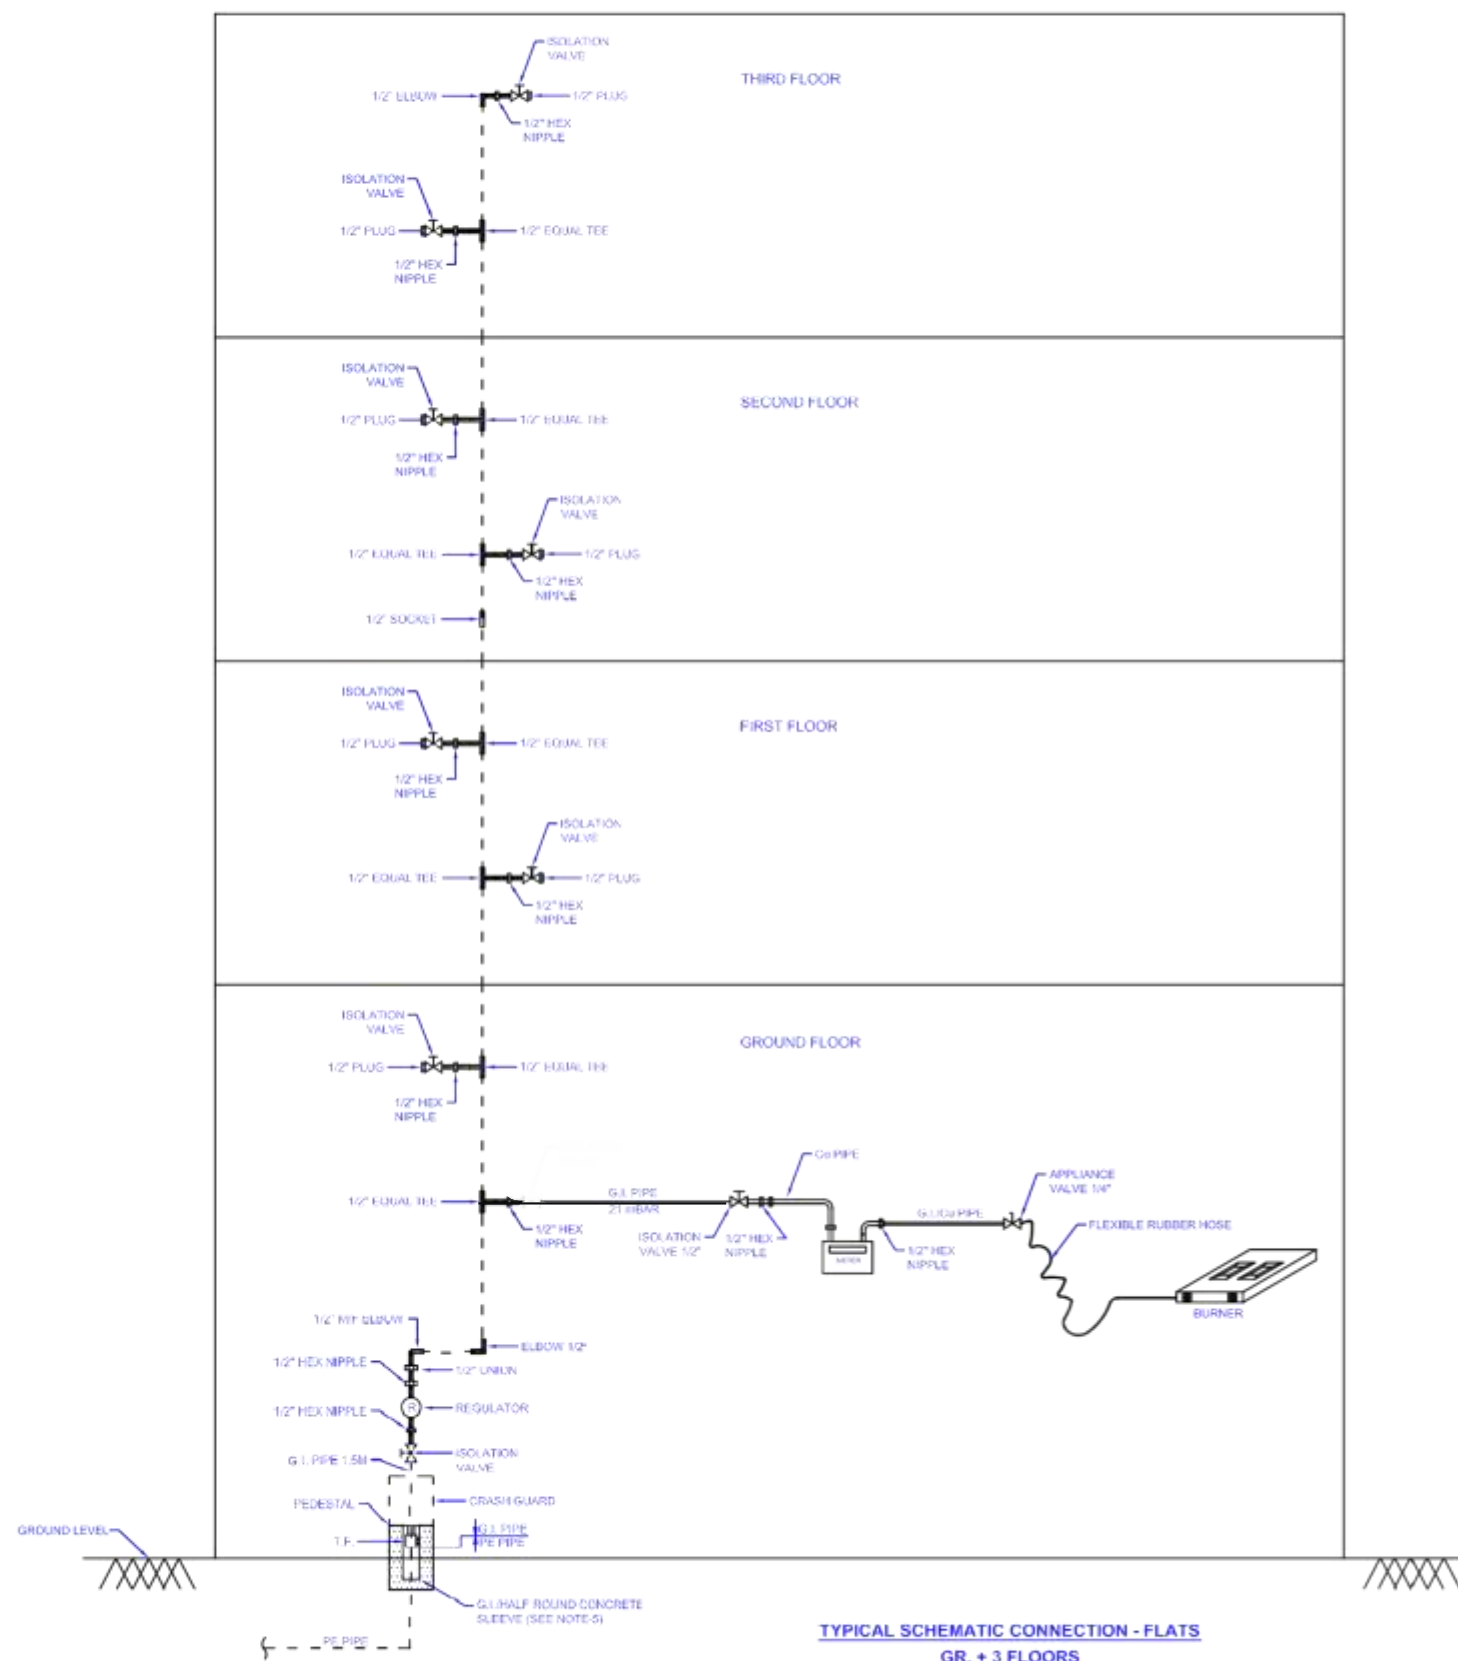 ISOLATION
VALVE
THIRD FLOOR
1/2" ELBOW
1/2" PLUG
1/2" HEX
NIPPLE
ISOLATION
VALVE
1/2" PLUG
1/2" EQUAL TEE
1/2" HEX
NIPPLE
ISOLATION
VALVE
SECOND FLOOR
1/2" PLUG
1/2" EQUAL TEE
1/2" HEX
NIPPLE
ISOLATION
VALVE
1/2" EQUAL TEE
1/2" PLUG
1/2" HEX
NIPPLE
1/2" SOCKET
ISOLATION
VALVE
FIRST FLOOR
1/2" PLUG
1/2" EQUAL TEE
1/2" HEX
NIPPLE
ISOLATION
VALVE
1/2" EQUAL TEE
1/2" PLUG
1/2" HEX
NIPPLE
ISOLATION
VALVE
GROUND FLOOR
1/2" PLUG
1/2" EQUAL TEE
1/2" HEX
NIPPLE
Cu PIPE
APPLIANCE
VALVE 1/4"
1/2" EQUAL TEE
G.I. PIPE
21 mBAR
G.I./Cu PIPE
FLEXIBLE RUBBER HOSE
1/2" HEX
NIPPLE
ISOLATION
VALVE 1/2"
1/2" HEX
NIPPLE
METER
1/2" HEX
NIPPLE
BURNER
1/2" M/F ELBOW
ELBOW 1/2"
1/2" HEX NIPPLE
1/2" UNION
R
REGULATOR
1/2" HEX NIPPLE
G.I. PIPE 1.5M
ISOLATION
VALVE
PEDESTAL
CRASH GUARD
GROUND LEVEL
T.F.
G.I. PIPE
PE PIPE
G.I./HALF ROUND CONCRETE
SLEEVE (SEE NOTE-5)
PE PIPE
TYPICAL SCHEMATIC CONNECTION - FLATS
GR. + 3 FLOORS